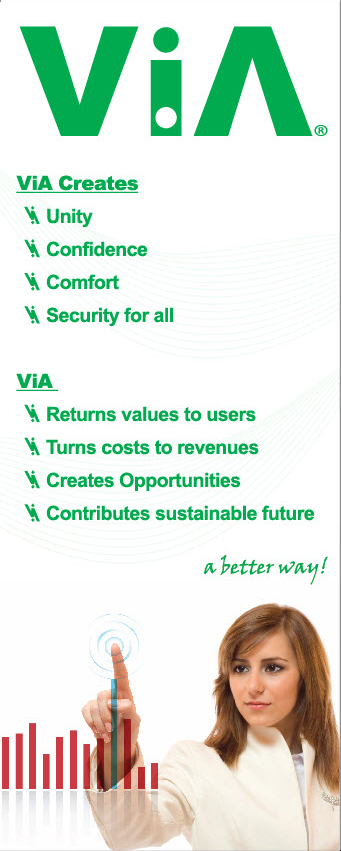 ViA®
ViA Creates
Unity
Confidence
Comfort
Security for all
ViA
Returns values to users
Turns costs to revenues
Creates Opportunities
Contributes sustainable future
a better way!